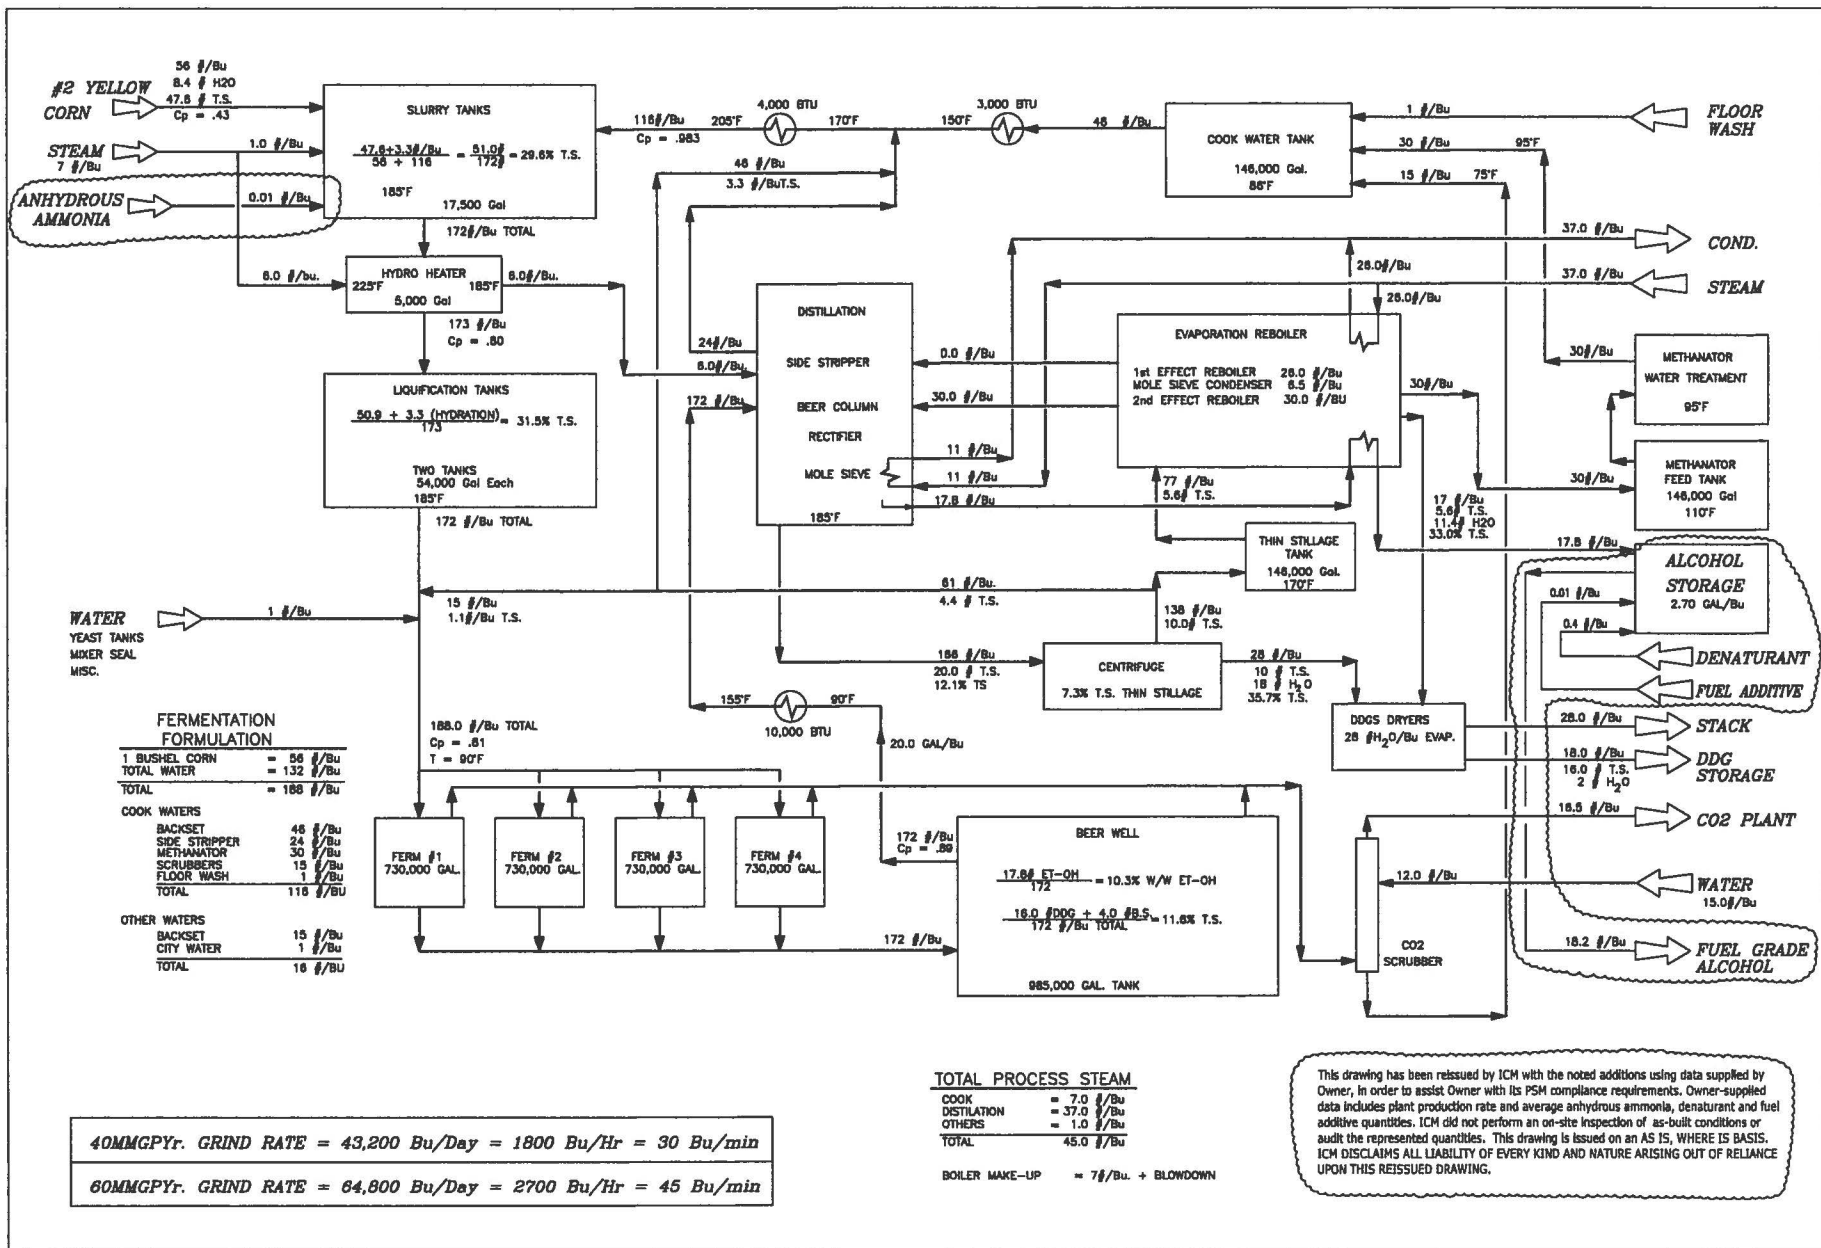 #2 YELLOW
CORN
56 #/Bu
8.4 # H2O
47.6 # T.S.
Cp = .43
STEAM
7 #/Bu
1.0 #/Bu
ANHYDROUS
AMMONIA
0.01 #/Bu
SLURRY TANKS
47.6+3.3#/Bu
56 + 116
= 51.0#
172#
= 29.6% T.S.
185°F
17,500 Gal
172#/Bu TOTAL
116#/Bu
Cp = .983
205°F
4,000 BTU
170°F
150°F
3,000 BTU
46 #/Bu
46 #/Bu
3.3 #/BuT.S.
COOK WATER TANK
146,000 Gal.
86°F
1 #/Bu
FLOOR
WASH
30 #/Bu
95°F
15 #/Bu
75°F
6.0 #/bu.
HYDRO HEATER
225°F
185°F
5,000 Gal
6.0#/Bu.
173 #/Bu
Cp = .80
LIQUIFICATION TANKS
50.9 + 3.3 (HYDRATION)
173
= 31.5% T.S.
TWO TANKS
54,000 Gal Each
185°F
172 #/Bu TOTAL
DISTILLATION
SIDE STRIPPER
BEER COLUMN
RECTIFIER
MOLE SIEVE
185°F
24#/Bu
6.0#/Bu.
172 #/Bu
0.0 #/Bu
30.0 #/Bu
11 #/Bu
11 #/Bu
17.8 #/Bu
EVAPORATION REBOILER
1st EFFECT REBOILER 26.0 #/Bu
MOLE SIEVE CONDENSER 6.5 #/Bu
2nd EFFECT REBOILER 30.0 #/BU
26.0#/Bu
26.0#/Bu
37.0 #/Bu
COND.
37.0 #/Bu
STEAM
30#/Bu
METHANATOR
WATER TREATMENT
95°F
30#/Bu
METHANATOR
FEED TANK
146,000 Gal
110°F
30#/Bu
77 #/Bu
5.6# T.S.
17 #/Bu
5.6# T.S.
11.4# H2O
33.0% T.S.
THIN STILLAGE
TANK
146,000 Gal.
170°F
17.8 #/Bu
ALCOHOL
STORAGE
2.70 GAL/Bu
0.01 #/Bu
0.4 #/Bu
DENATURANT
FUEL ADDITIVE
WATER
YEAST TANKS
MIXER SEAL
MISC.
1 #/Bu
15 #/Bu
1.1#/Bu T.S.
61 #/Bu.
4.4 # T.S.
138 #/Bu
10.0# T.S.
166 #/Bu
20.0 # T.S.
12.1% TS
CENTRIFUGE
7.3% T.S. THIN STILLAGE
28 #/Bu
10 # T.S.
18 # H2O
35.7% T.S.
DDGS DRYERS
28 #H2O/Bu EVAP.
28.0 #/Bu
STACK
18.0 #/Bu
16.0 # T.S.
2 # H2O
DDG
STORAGE
155°F
90°F
10,000 BTU
20.0 GAL/Bu
188.0 #/Bu TOTAL
Cp = .81
T = 90°F
FERMENTATION
FORMULATION
1 BUSHEL CORN = 56 #/Bu
TOTAL WATER = 132 #/Bu
TOTAL = 188 #/Bu
COOK WATERS
BACKSET 46 #/Bu
SIDE STRIPPER 24 #/Bu
METHANATOR 30 #/Bu
SCRUBBERS 15 #/Bu
FLOOR WASH 1 #/Bu
TOTAL 116 #/BU
OTHER WATERS
BACKSET 15 #/Bu
CITY WATER 1 #/Bu
TOTAL 16 #/BU
FERM #1
730,000 GAL.
FERM #2
730,000 GAL.
FERM #3
730,000 GAL.
FERM #4
730,000 GAL.
172 #/Bu
Cp = .89
172 #/Bu
BEER WELL
17.8# ET-OH
172
= 10.3% W/W ET-OH
16.0 #DDG + 4.0 #B.S.
172 #/Bu TOTAL
= 11.6% T.S.
985,000 GAL. TANK
16.5 #/Bu
CO2 PLANT
12.0 #/Bu
WATER
15.0#/Bu
CO2
SCRUBBER
18.2 #/Bu
FUEL GRADE
ALCOHOL
TOTAL PROCESS STEAM
COOK = 7.0 #/Bu
DISTILATION = 37.0 #/Bu
OTHERS = 1.0 #/Bu
TOTAL 45.0 #/Bu
BOILER MAKE-UP = 7#/Bu. + BLOWDOWN
40MMGPYr. GRIND RATE = 43,200 Bu/Day = 1800 Bu/Hr = 30 Bu/min
60MMGPYr. GRIND RATE = 64,800 Bu/Day = 2700 Bu/Hr = 45 Bu/min
This drawing has been reissued by ICM with the noted additions using data supplied by
Owner, in order to assist Owner with its PSM compliance requirements. Owner-supplied
data includes plant production rate and average anhydrous ammonia, denaturant and fuel
additive quantities. ICM did not perform an on-site inspection of as-built conditions or
audit the represented quantities. This drawing is issued on an AS IS, WHERE IS BASIS.
ICM DISCLAIMS ALL LIABILITY OF EVERY KIND AND NATURE ARISING OUT OF RELIANCE
UPON THIS REISSUED DRAWING.